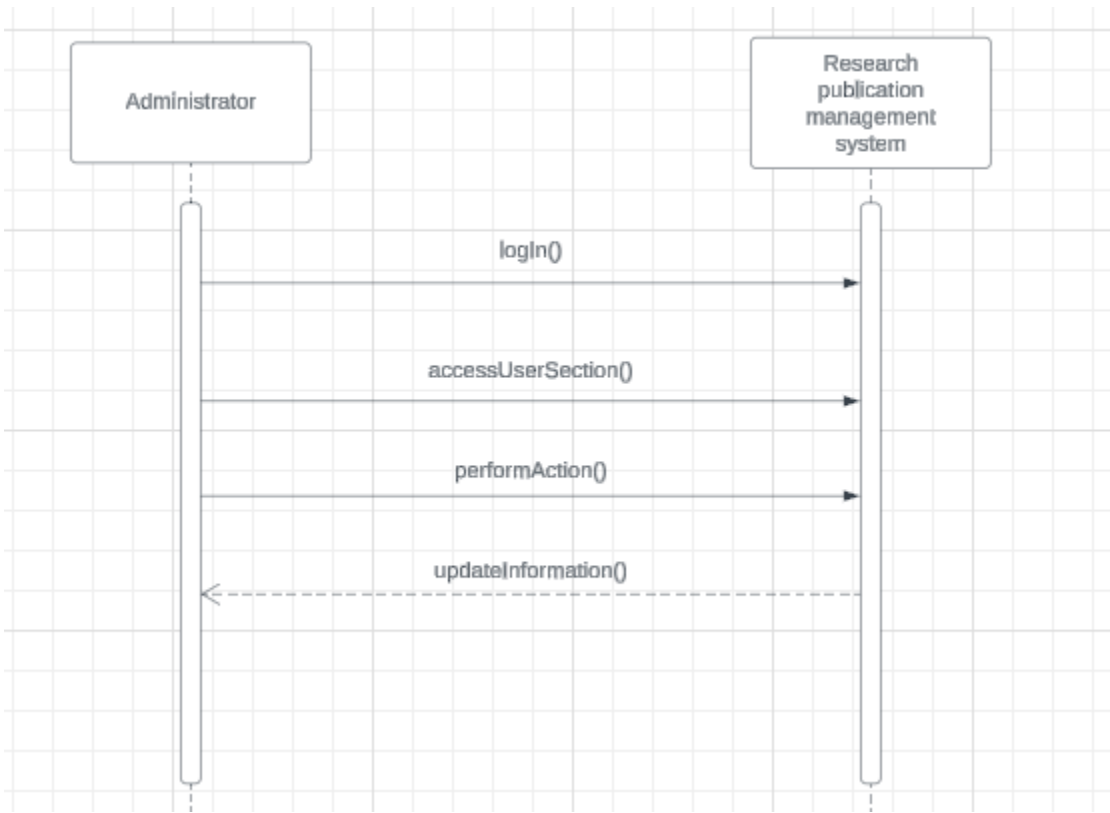 Administrator
Research
publication
management
system
logIn()
accessUserSection()
performAction()
updateInformation()